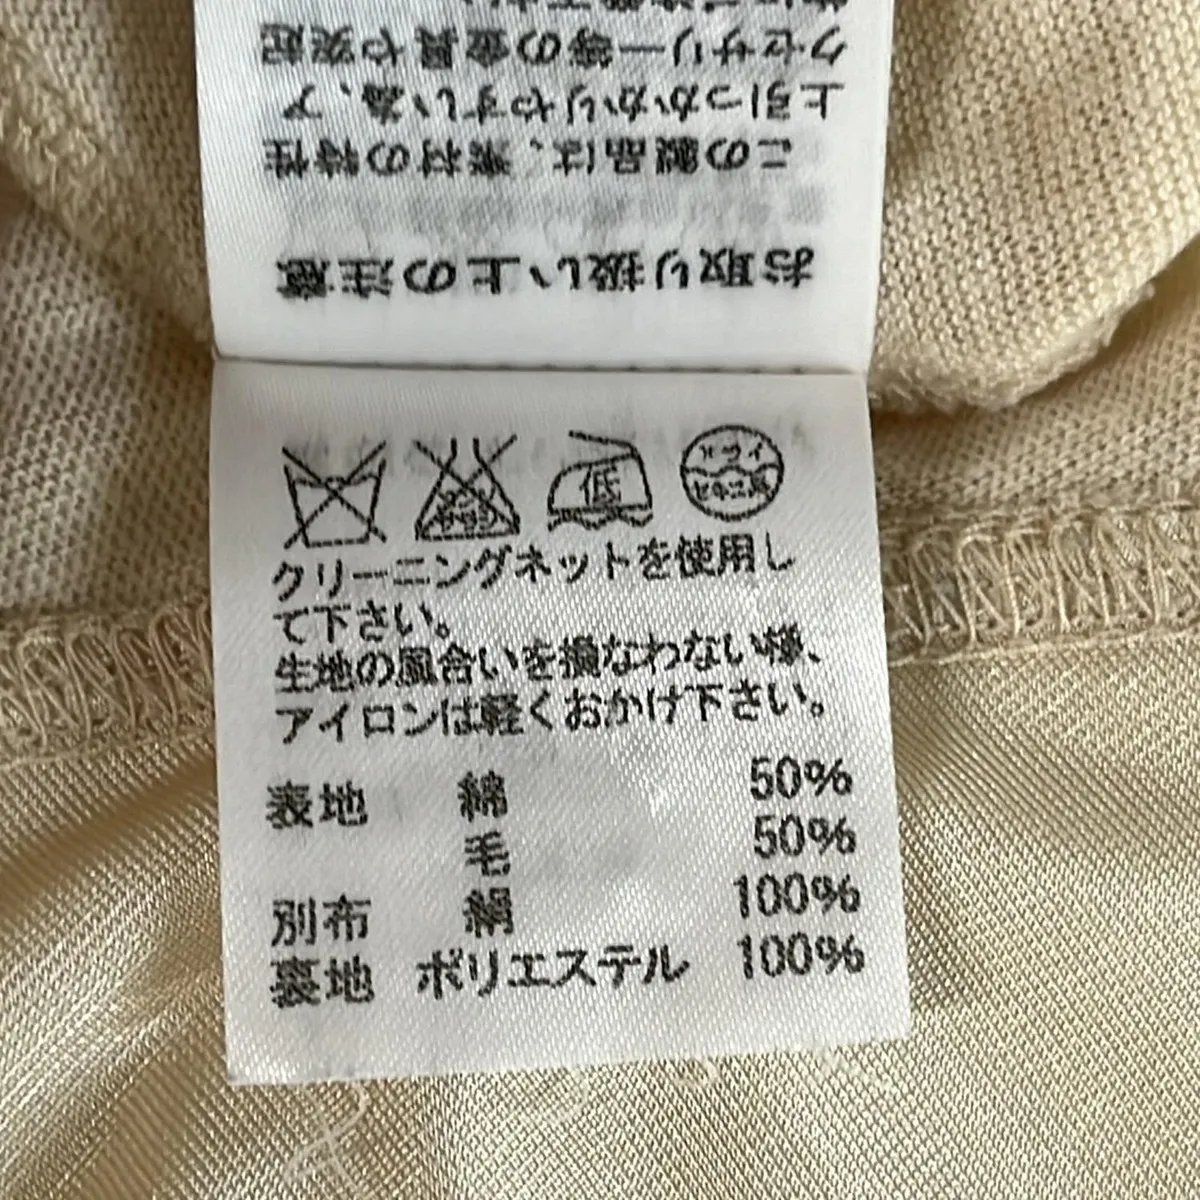 お取り扱い上の注意
この製品は、素材の特性
上引っかかりやすい為、ア
クセサリー等の金具や突起
低
ドライ
セキユ系
クリーニングネットを使用し
て下さい。
生地の風合いを損なわない様、
アイロンは軽くおかけ下さい。
表地 綿 50%
毛 50%
別布 絹 100%
裏地 ポリエステル 100%